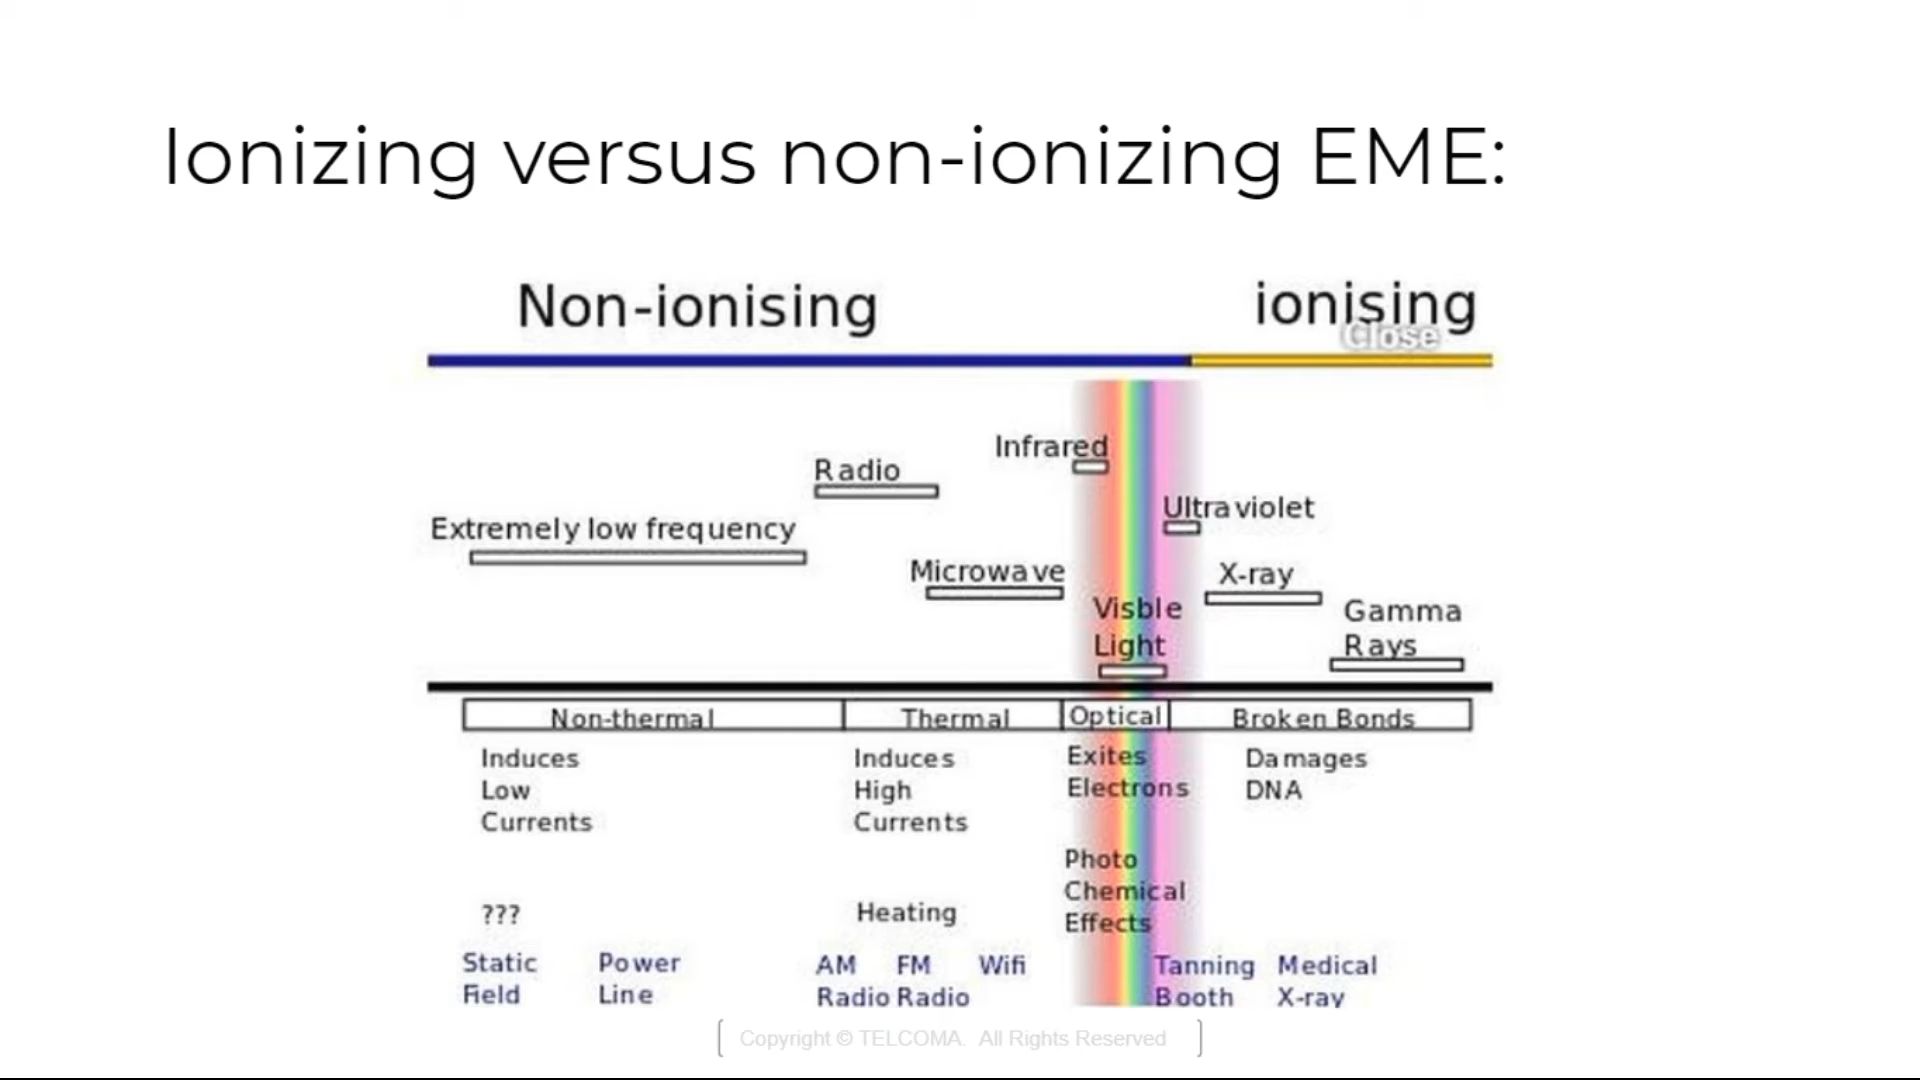 Ionizing versus non-ionizing EME:
Non-ionising
ionising
Close
Infrared
Radio
Ultraviolet
Extremely low frequency
Microwave
X-ray
Visble
Light
Gamma
Rays
Non-thermal
Thermal
Optical
Broken Bonds
Induces
Low
Currents
Induces
High
Currents
Exites
Electrons
Damages
DNA
Photo
Chemical
Effects
???
Heating
Static
Field
Power
Line
AM
Radio
FM
Radio
Wifi
Tanning
Booth
Medical
X-ray
Copyright © TELCOMA. All Rights Reserved